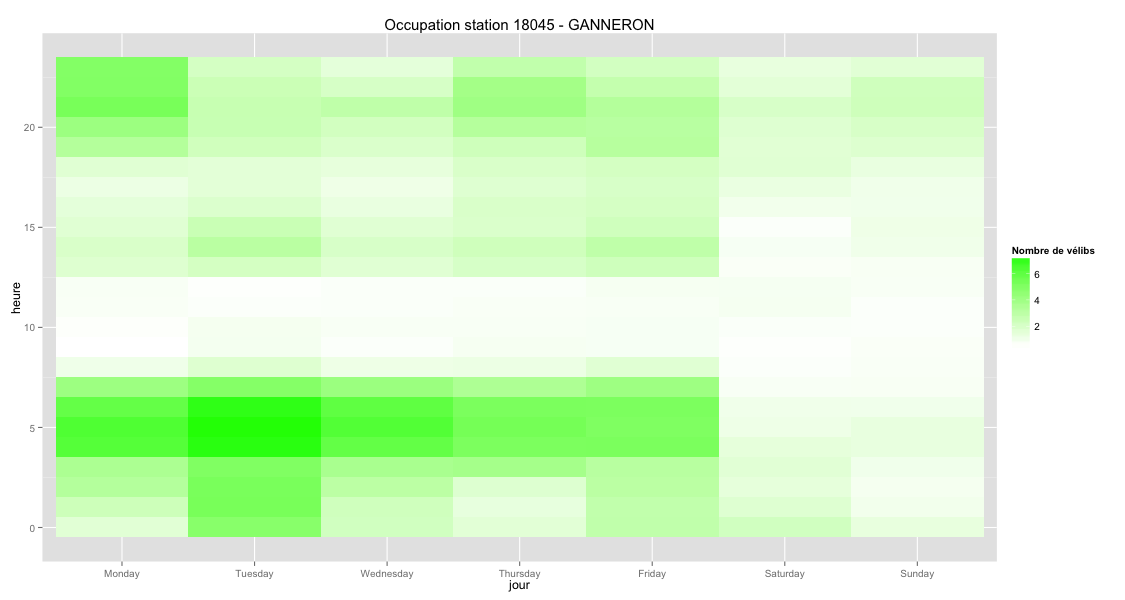 Occupation station 18045 - GANNERON
heure
20
15
10
5
0
Monday Tuesday Wednesday Thursday Friday Saturday Sunday
jour
Nombre de vélibs
6
4
2